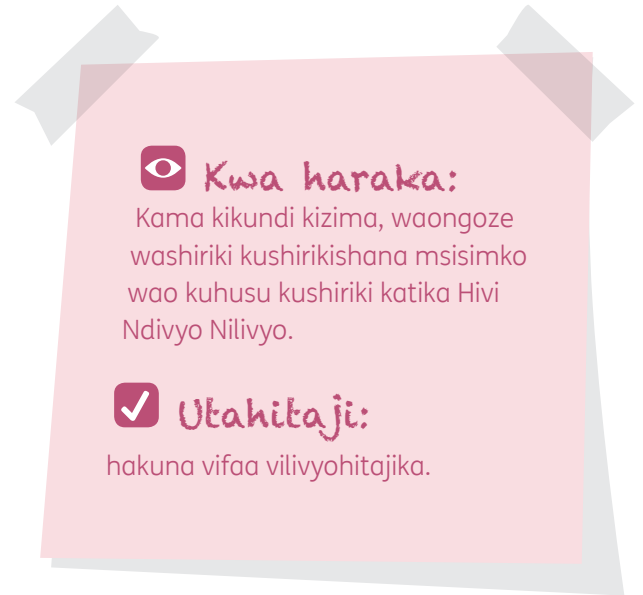 Kwa haraka:
Kama kikundi kizima, waongoze
washiriki kushirikishana msisimko
wao kuhusu kushiriki katika Hivi
Ndivyo Nilivyo.
Utahitaji:
hakuna vifaa vilivyohitajika.